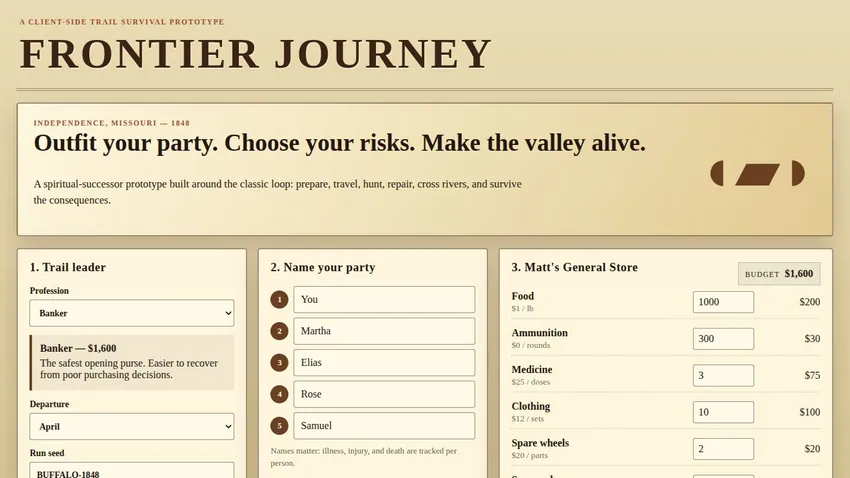 A CLIENT-SIDE TRAIL SURVIVAL PROTOTYPE
FRONTIER JOURNEY
INDEPENDENCE, MISSOURI — 1848
Outfit your party. Choose your risks. Make the valley alive.
A spiritual-successor prototype built around the classic loop: prepare, travel, hunt, repair, cross rivers, and survive
the consequences.
1. Trail leader
Profession
Banker
Banker — $1,600
The safest opening purse. Easier to recover
from poor purchasing decisions.
Departure
April
Run seed
BUFFALO-1848
2. Name your party
1 You
2 Martha
3 Elias
4 Rose
5 Samuel
Names matter: illness, injury, and death are tracked per
person.
3. Matt's General Store
BUDGET $1,600
Food 1000 $200
$1 / lb
Ammunition 300 $30
$0 / rounds
Medicine 3 $75
$25 / doses
Clothing 10 $100
$12 / sets
Spare wheels 2 $20
$20 / parts